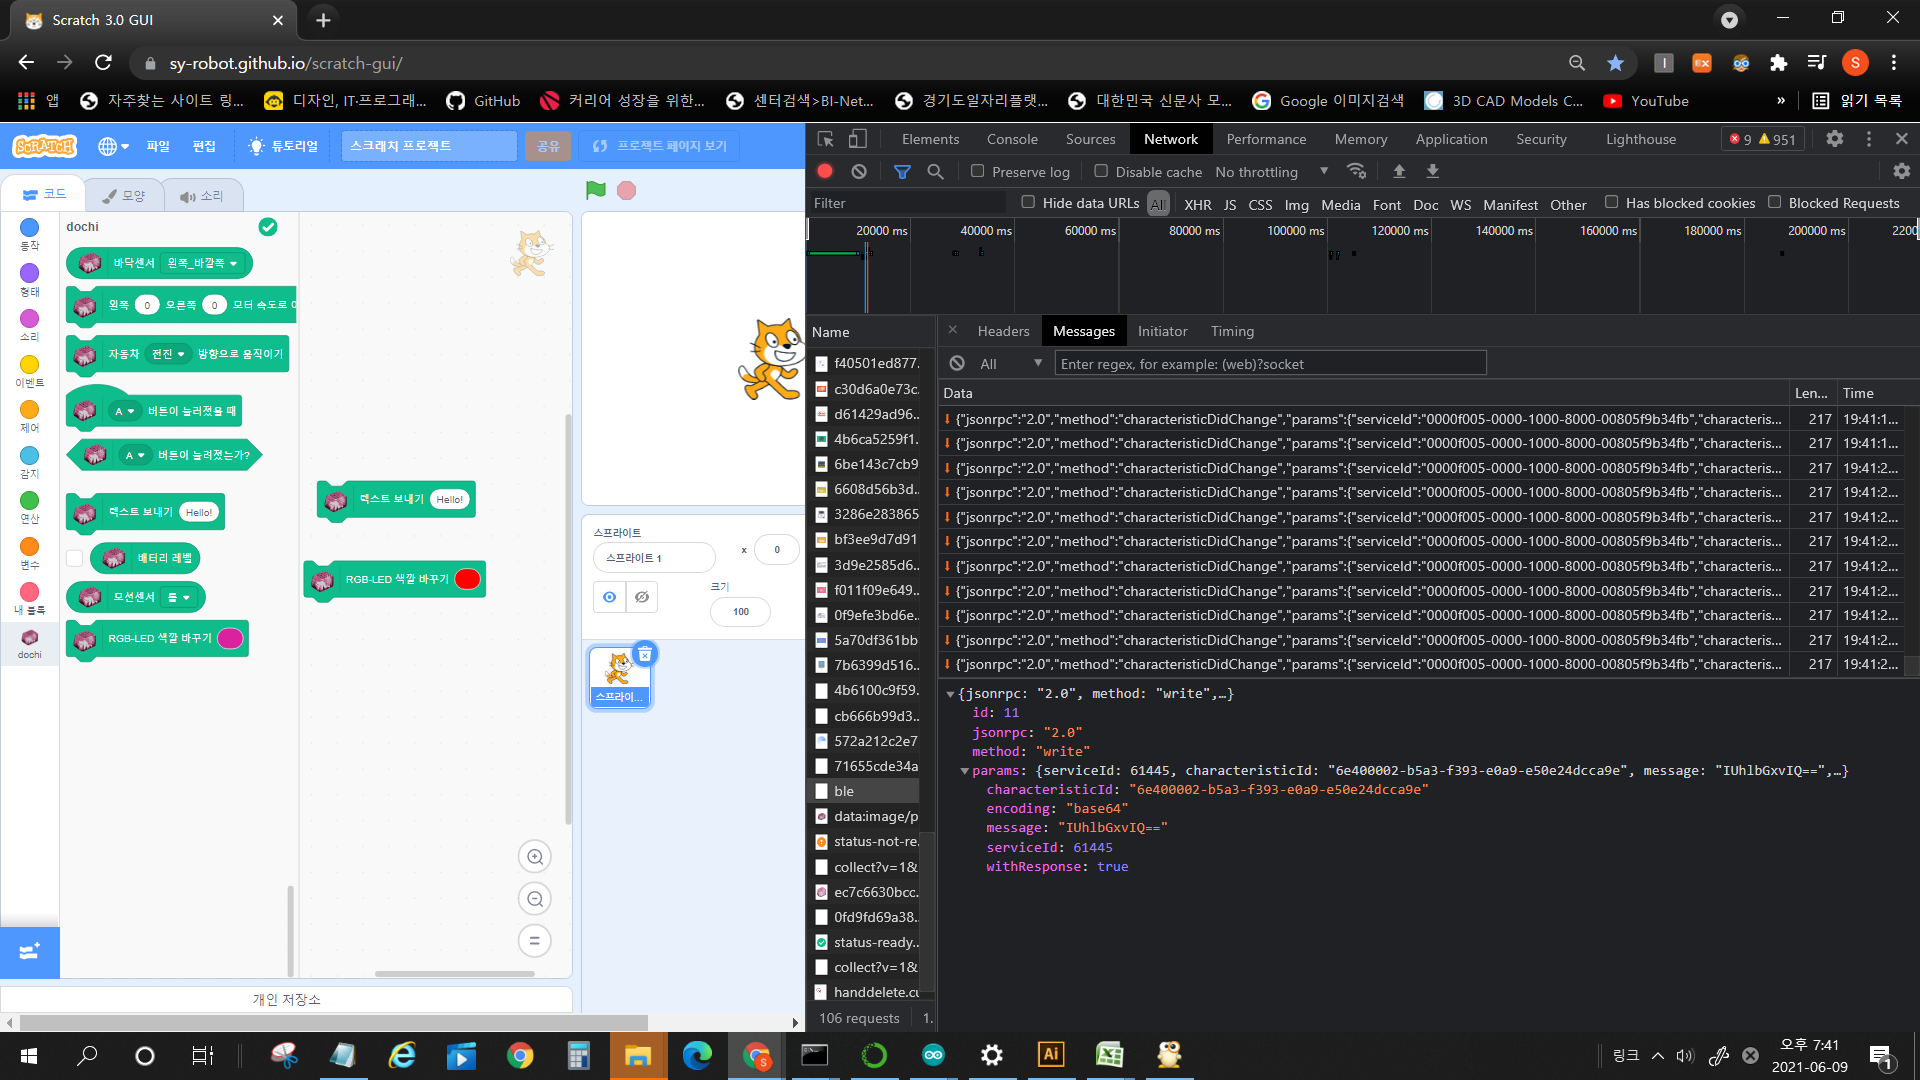 Scratch 3.0 GUI
sy-robot.github.io/scratch-gui/
앱
자주찾는 사이트 링...
디자인, IT·프로그래...
GitHub
커리어 성장을 위한...
센터검색>BI-Net...
경기도일자리플랫...
대한민국 신문사 모...
Google 이미지검색
3D CAD Models C...
YouTube
»
읽기 목록
SCRATCH
파일
편집
튜토리얼
스크래치 프로젝트
공유
프로젝트 페이지 보기
코드
모양
소리
동작
형태
소리
이벤트
제어
감지
연산
변수
내 블록
dochi
dochi
바닥센서 왼쪽_바깥쪽
왼쪽 0 오른쪽 0 모터 속도로
자동차 전진 방향으로 움직이기
A 버튼이 눌러졌을 때
A 버튼이 눌려졌는가?
텍스트 보내기 Hello!
배터리 레벨
모션센서 롤
RGB-LED 색깔 바꾸기
텍스트 보내기 Hello!
RGB-LED 색깔 바꾸기
스프라이트
스프라이트 1
x 0
크기
100
스프라이...
개인 저장소
Elements Console Sources Network Performance Memory Application Security Lighthouse 9 951
Preserve log Disable cache No throttling
Filter Hide data URLs All XHR JS CSS Img Media Font Doc WS Manifest Other Has blocked cookies Blocked Requests
20000 ms 40000 ms 60000 ms 80000 ms 100000 ms 120000 ms 140000 ms 160000 ms 180000 ms 200000 ms 2200
Name
f40501ed877.
c30d6a0e73c.
d61429ad96...
4b6ca5259f1.
6be143c7cb9
6608d56b3d...
3286e283865
bf3ee9d7d91
3d9e2585d6...
f011f09e649...
0f9efe3bd6e..
5a70df361bb
7b6399d516...
4b6100c9f59.
cb666b99d3..
572a212c2e7
71655cde34a
ble
data:image/p
status-not-re.
collect?v=1&
ec7c6630bcc.
0fd9fd69a38..
status-ready..
collect?v=1&
handdelete.cu
106 requests 1.
Headers Messages Initiator Timing
All Enter regex, for example: (web)?socket
Data Len... Time
{"jsonrpc":"2.0","method":"characteristicDidChange","params":{"serviceId":"0000f005-0000-1000-8000-00805f9b34fb","characteris... 217 19:41:1...
{"jsonrpc":"2.0","method":"characteristicDidChange","params":{"serviceId":"0000f005-0000-1000-8000-00805f9b34fb","characteris... 217 19:41:1...
{"jsonrpc":"2.0","method":"characteristicDidChange","params":{"serviceId":"0000f005-0000-1000-8000-00805f9b34fb","characteris... 217 19:41:2...
{"jsonrpc":"2.0","method":"characteristicDidChange","params":{"serviceId":"0000f005-0000-1000-8000-00805f9b34fb","characteris... 217 19:41:2...
{"jsonrpc":"2.0","method":"characteristicDidChange","params":{"serviceId":"0000f005-0000-1000-8000-00805f9b34fb","characteris... 217 19:41:2...
{"jsonrpc":"2.0","method":"characteristicDidChange","params":{"serviceId":"0000f005-0000-1000-8000-00805f9b34fb","characteris... 217 19:41:2...
{"jsonrpc":"2.0","method":"characteristicDidChange","params":{"serviceId":"0000f005-0000-1000-8000-00805f9b34fb","characteris... 217 19:41:2...
{"jsonrpc":"2.0","method":"characteristicDidChange","params":{"serviceId":"0000f005-0000-1000-8000-00805f9b34fb","characteris... 217 19:41:2...
{"jsonrpc":"2.0","method":"characteristicDidChange","params":{"serviceId":"0000f005-0000-1000-8000-00805f9b34fb","characteris... 217 19:41:2...
{"jsonrpc":"2.0","method":"characteristicDidChange","params":{"serviceId":"0000f005-0000-1000-8000-00805f9b34fb","characteris... 217 19:41:2...
{"jsonrpc":"2.0","method":"characteristicDidChange","params":{"serviceId":"0000f005-0000-1000-8000-00805f9b34fb","characteris... 217 19:41:2...
{jsonrpc: "2.0", method: "write",…}
id: 11
jsonrpc: "2.0"
method: "write"
params: {serviceId: 61445, characteristicId: "6e400002-b5a3-f393-e0a9-e50e24dcca9e", message: "IUhlbGxvIQ==",…}
characteristicId: "6e400002-b5a3-f393-e0a9-e50e24dcca9e"
encoding: "base64"
message: "IUhlbGxvIQ=="
serviceId: 61445
withResponse: true
링크
오후 7:41
2021-06-09
1